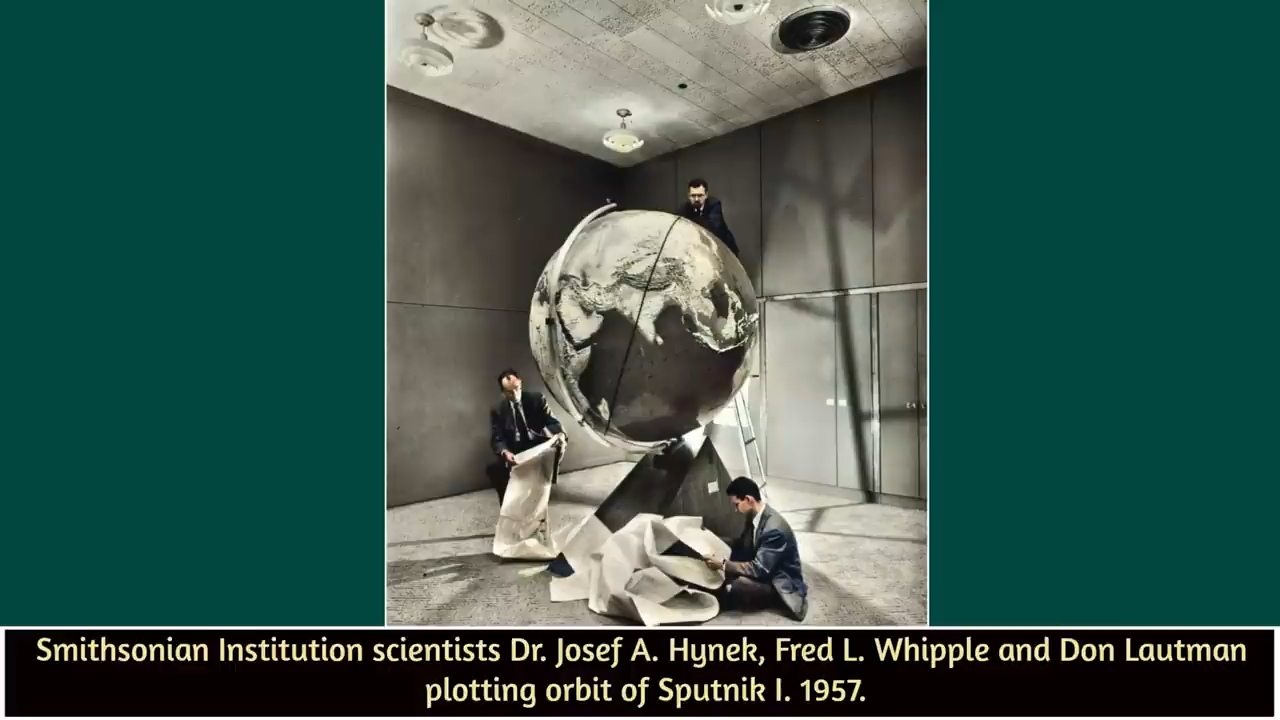 Smithsonian Institution scientists Dr. Josef A. Hynek, Fred L. Whipple and Don Lautman
plotting orbit of Sputnik I. 1957.